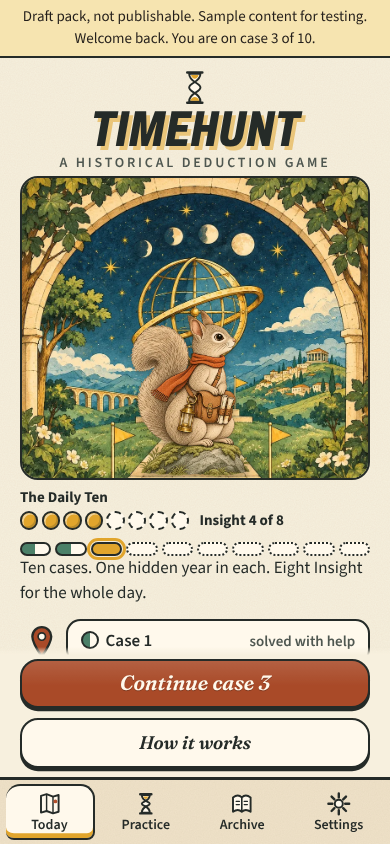 Draft pack, not publishable. Sample content for testing.
Welcome back. You are on case 3 of 10.
TIMEHUNT
A HISTORICAL DEDUCTION GAME
The Daily Ten
Insight 4 of 8
Ten cases. One hidden year in each. Eight Insight
for the whole day.
Case 1 solved with help
Continue case 3
How it works
Today Practice Archive Settings